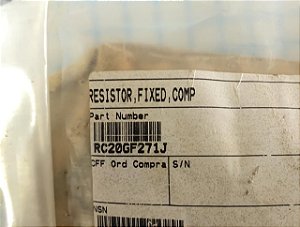 RESISTOR,FIXED,COMP
Part Number
RC20GF271J
CFF Ord Compra S/N
NSN